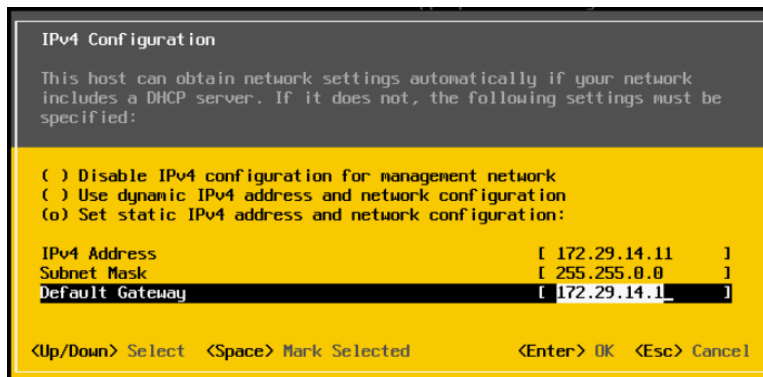 IPv4 Configuration
This host can obtain network settings automatically if your network
includes a DHCP server. If it does not, the following settings must be
specified:
( ) Disable IPv4 configuration for management network
( ) Use dynamic IPv4 address and network configuration
(o) Set static IPv4 address and network configuration:
IPv4 Address [ 172.29.14.11 ]
Subnet Mask [ 255.255.0.0 ]
Default Gateway [ 172.29.14.1_ ]
<Up/Down> Select <Space> Mark Selected <Enter> OK <Esc> Cancel